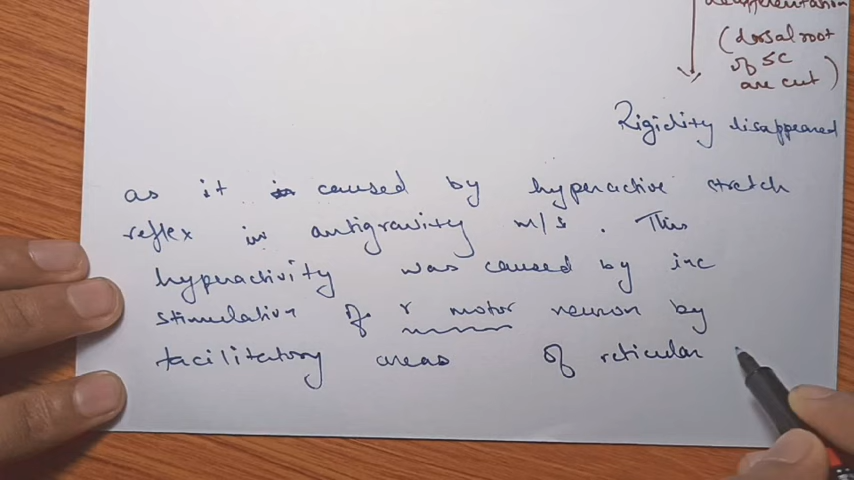 deafferentation
(dorsal root
of SC
are cut)
Rigidity disappeared
as it caused by hyperactive stretch
reflex in antigravity m/s. This
hyperactivity was caused by inc
stimulation of r motor neuron by
facilitatory areas of reticular